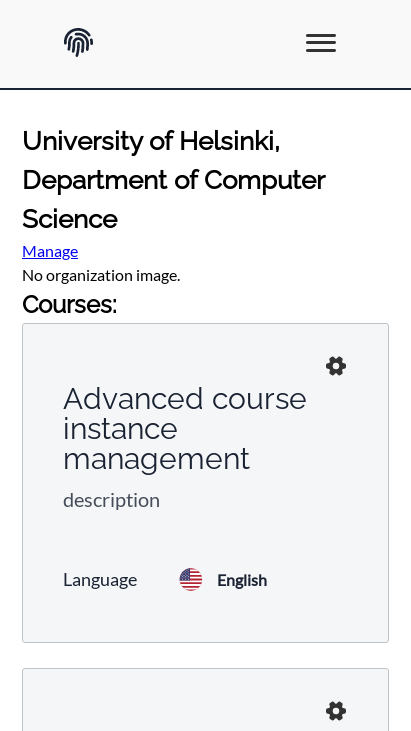 University of Helsinki,
Department of Computer
Science
Manage
No organization image.
Courses:
Advanced course
instance
management
description
Language English